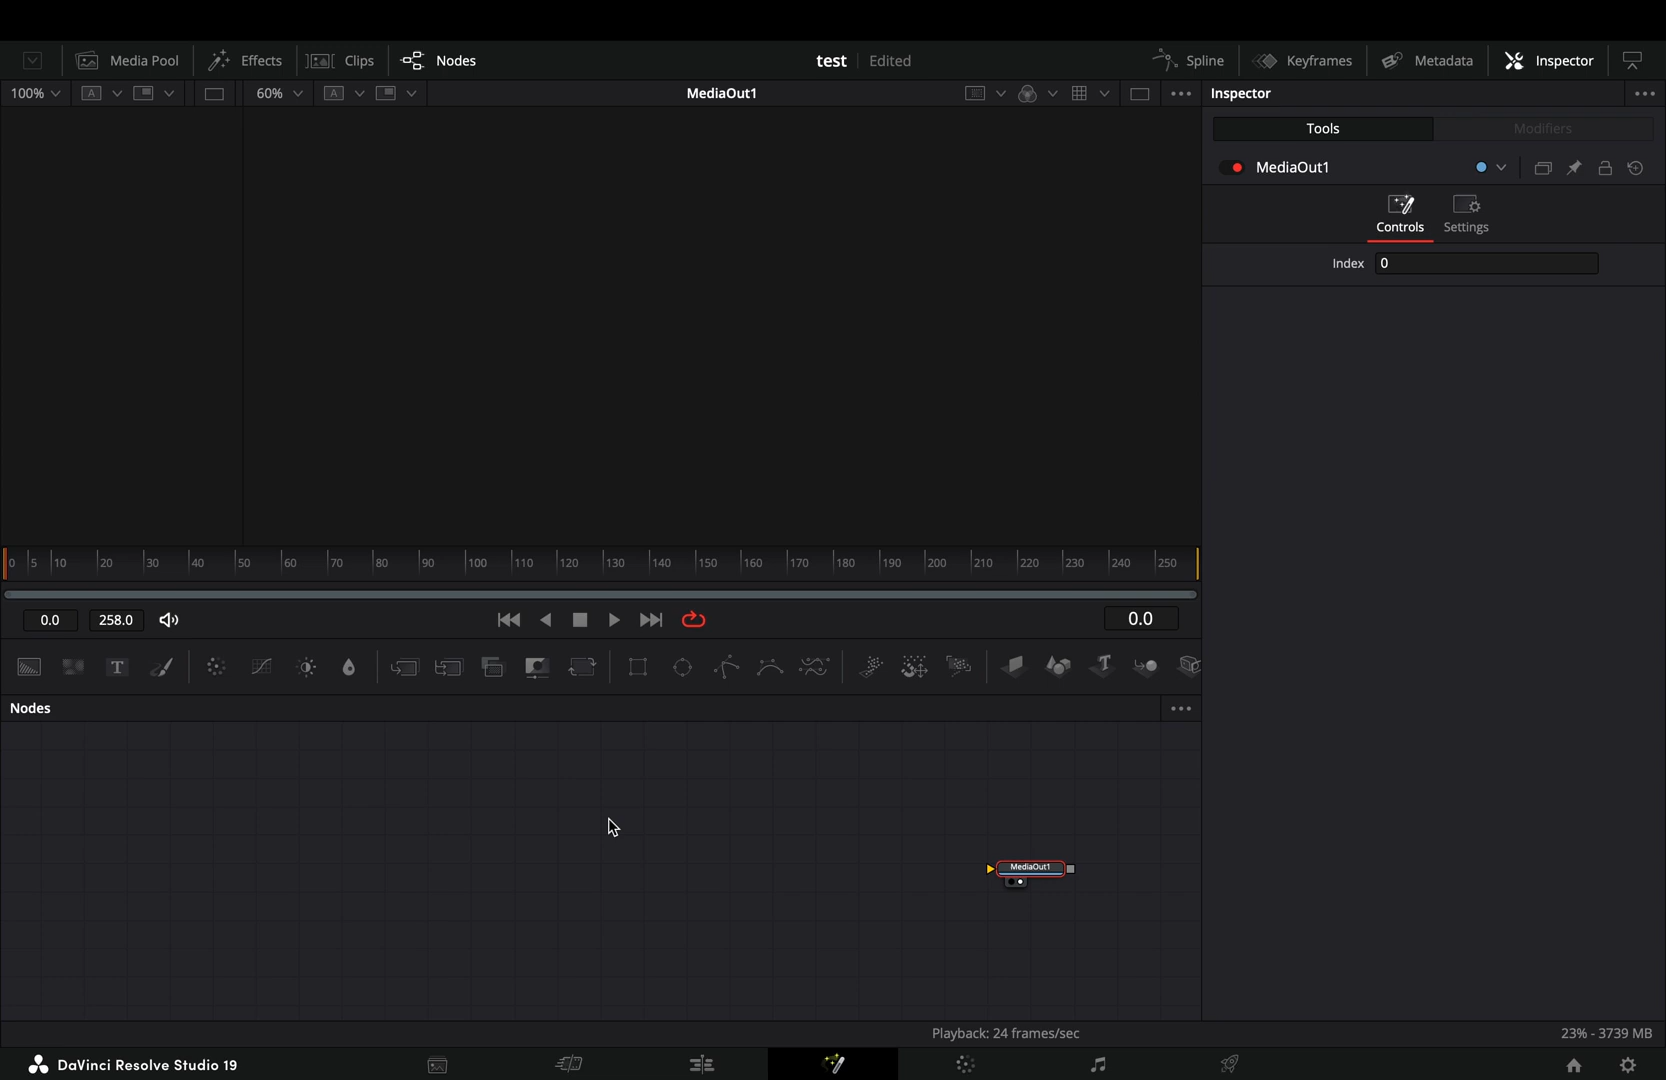 Media Pool Effects Clips Nodes test Edited Spline Keyframes Metadata Inspector
100% A 60% A MediaOut1 Inspector
Tools Modifiers
MediaOut1
Controls Settings
Index 0
0 5 10 20 30 40 50 60 70 80 90 100 110 120 130 140 150 160 170 180 190 200 210 220 230 240 250
0.0 258.0 0.0
T T
Nodes
MediaOut1
Playback: 24 frames/sec 23% - 3739 MB
DaVinci Resolve Studio 19